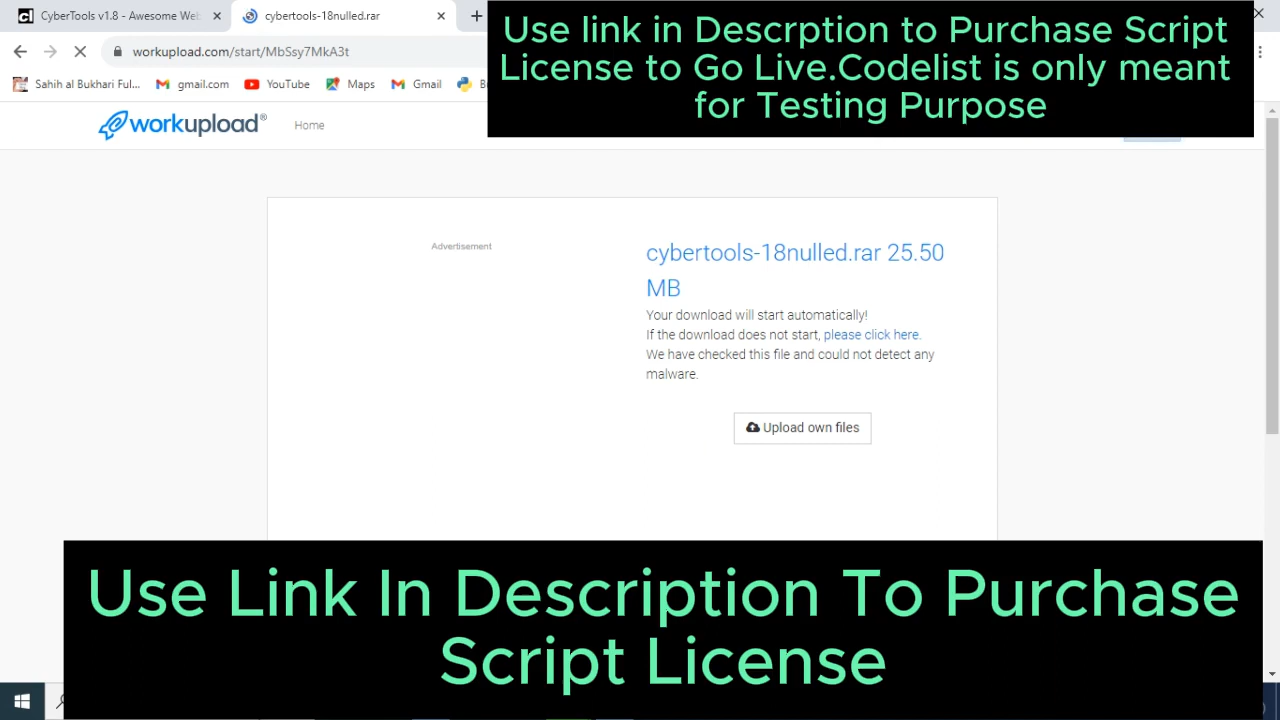 CyberTools v1.8 - Awesome Web
cybertools-18nulled.rar
workupload.com/start/MbSsy7MkA3t
Sahih al Bukhari Ful...
gmail.com
YouTube
Maps
Gmail
Use link in Descrption to Purchase Script
License to Go Live.Codelist is only meant
for Testing Purpose
workupload®
Home
Advertisement
cybertools-18nulled.rar 25.50
MB
Your download will start automatically!
If the download does not start, please click here.
We have checked this file and could not detect any
malware.
Upload own files
Use Link In Description To Purchase
Script License